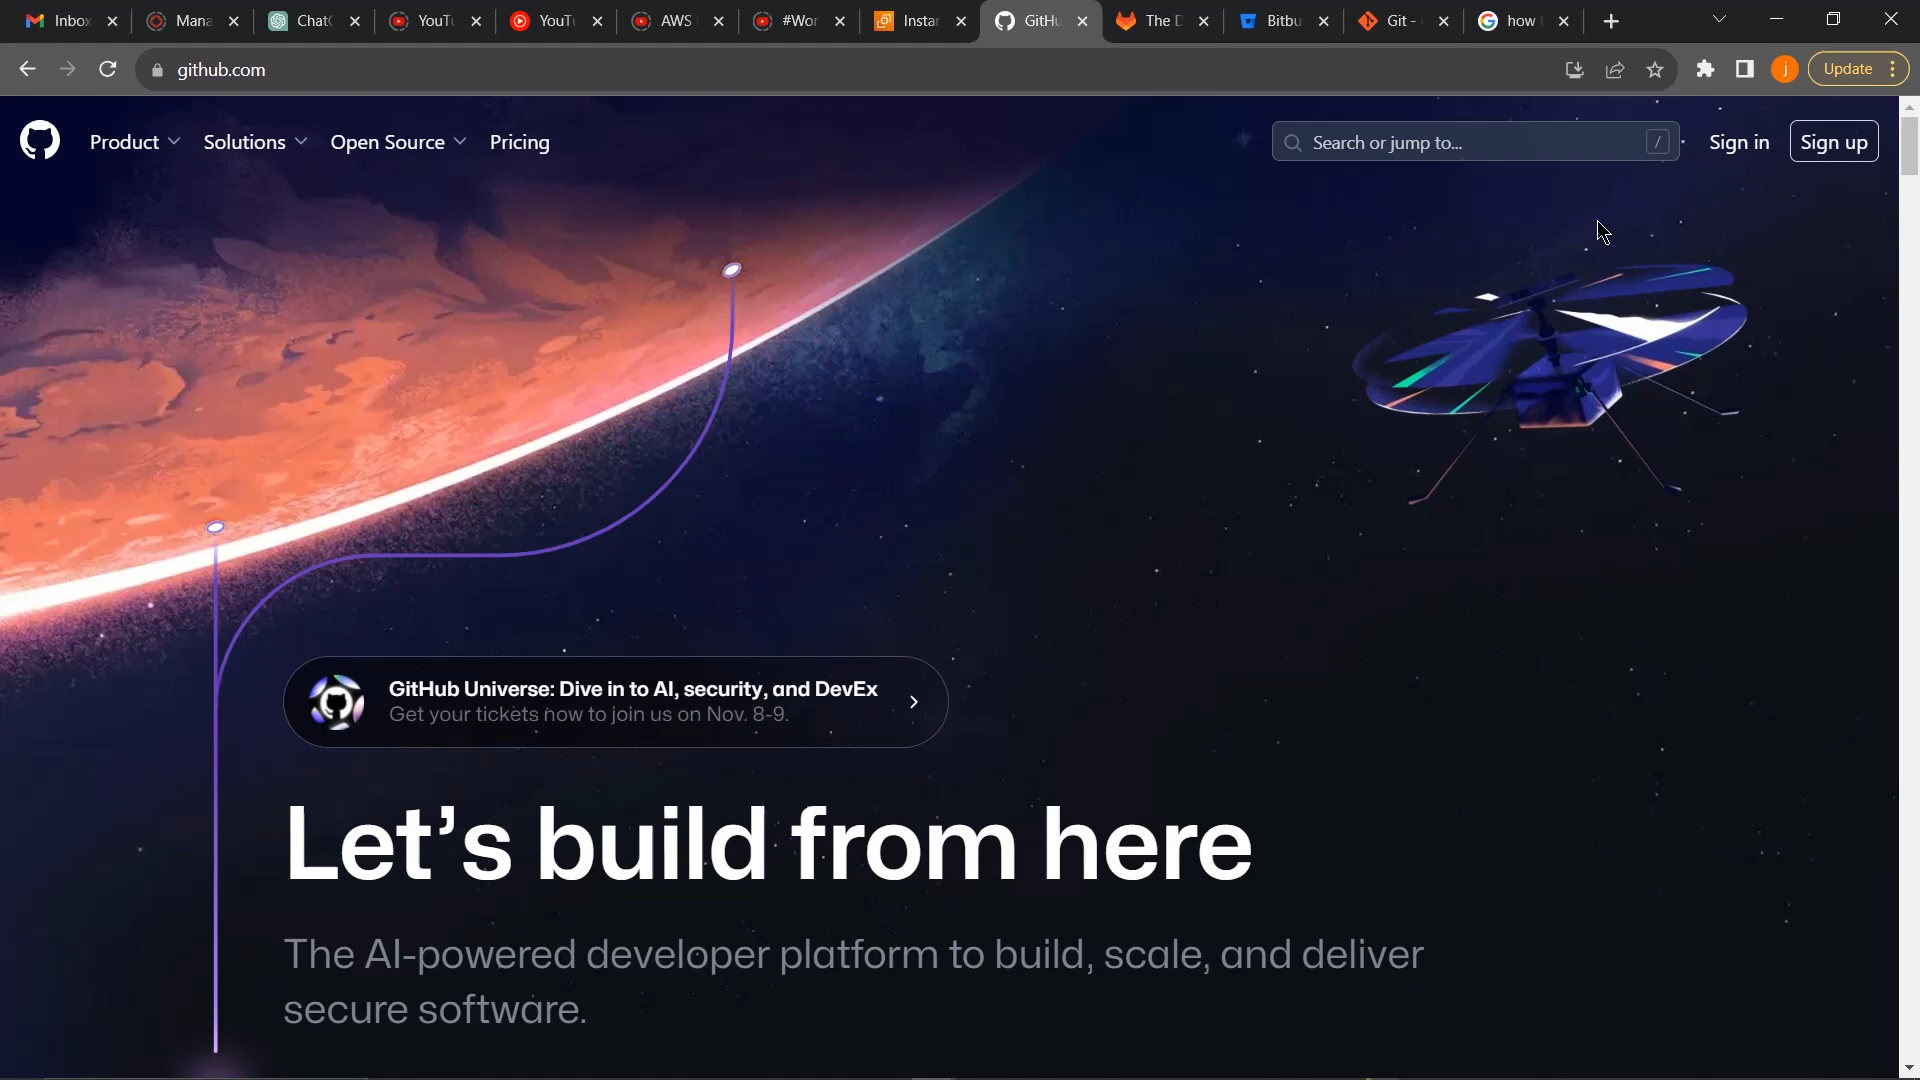 Inbox
Mana
Chat
YouTu
YouTu
AWS
#Wor
Instar
GitHu
The D
Bitbu
Git -
how
github.com
j
Update
Product
Solutions
Open Source
Pricing
Search or jump to...
/
Sign in
Sign up
GitHub Universe: Dive in to AI, security, and DevEx
Get your tickets now to join us on Nov. 8-9.
Let’s build from here
The AI-powered developer platform to build, scale, and deliver
secure software.